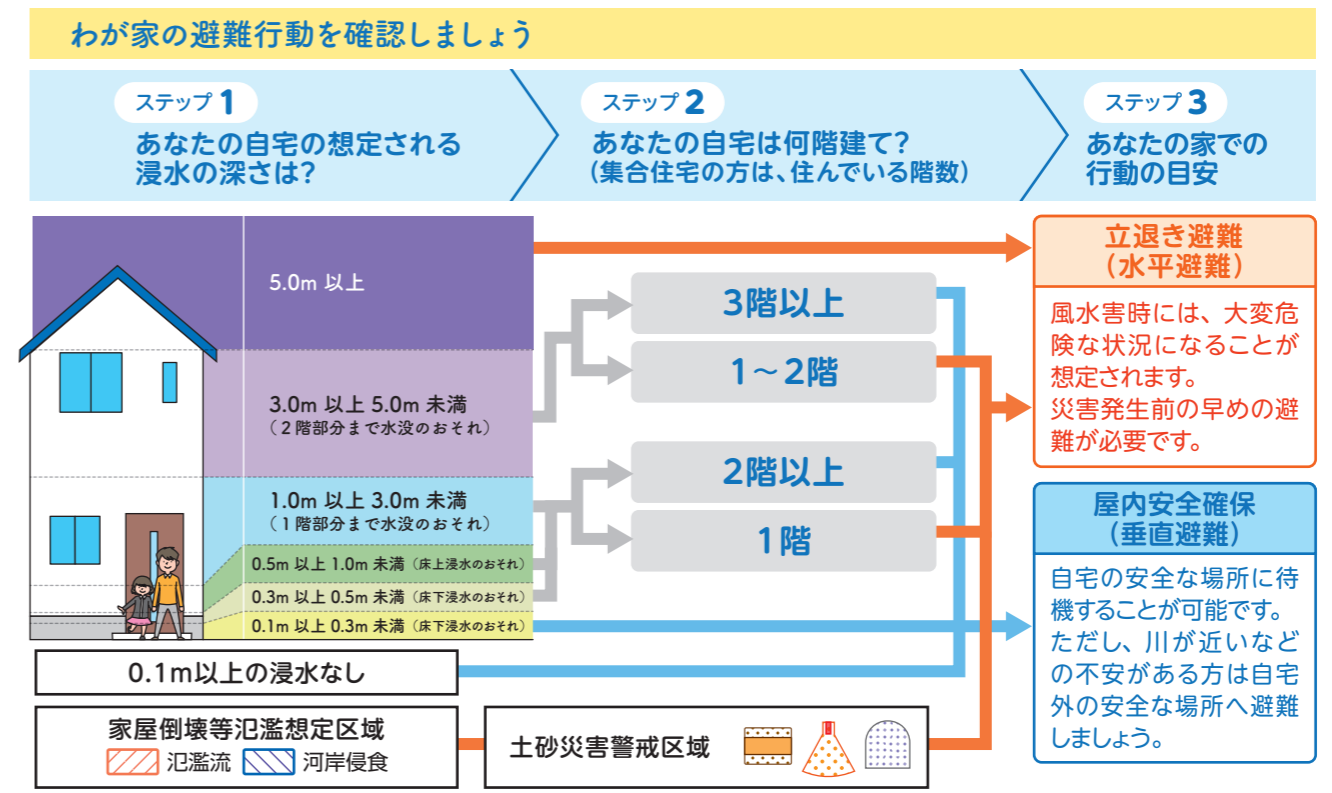 わが家の避難行動を確認しましょう
ステップ 1
あなたの自宅の想定される
浸水の深さは?
ステップ 2
あなたの自宅は何階建て?
(集合住宅の方は、住んでいる階数)
ステップ 3
あなたの家での
行動の目安
5.0m 以上
3.0m 以上 5.0m 未満
(2階部分まで水没のおそれ)
1.0m 以上 3.0m 未満
(1階部分まで水没のおそれ)
0.5m 以上 1.0m 未満(床上浸水のおそれ)
0.3m 以上 0.5m 未満(床下浸水のおそれ)
0.1m 以上 0.3m 未満(床下浸水のおそれ)
0.1m以上の浸水なし
家屋倒壊等氾濫想定区域
氾濫流 河岸侵食
土砂災害警戒区域
3階以上
1~2階
2階以上
1階
立退き避難
(水平避難)
風水害時には、大変危
険な状況になることが
想定されます。
災害発生前の早めの避
難が必要です。
屋内安全確保
(垂直避難)
自宅の安全な場所に待
機することが可能です。
ただし、川が近いなど
の不安がある方は自宅
外の安全な場所へ避難
しましょう。